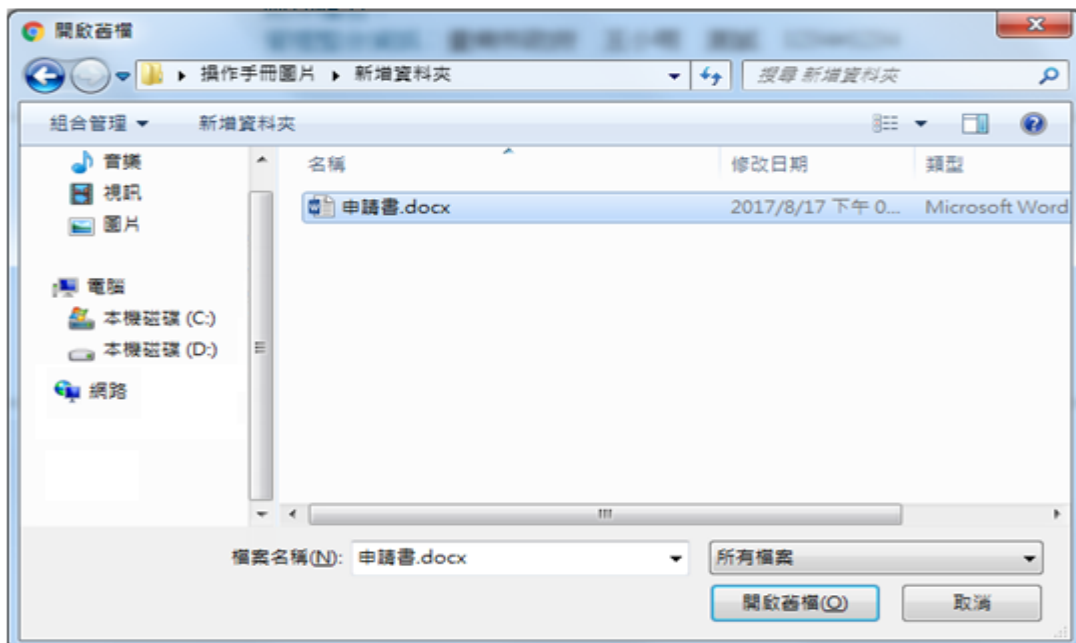 開啟舊檔
操作手冊圖片 ▸ 新增資料夾
搜尋 新增資料夾
組合管理 新增資料夾
名稱 修改日期 類型
音樂
視訊
圖片
電腦
本機磁碟 (C:)
本機磁碟 (D:)
網路
申請書.docx 2017/8/17 下午 0... Microsoft Word
檔案名稱(N): 申請書.docx 所有檔案
開啟舊檔(O) 取消